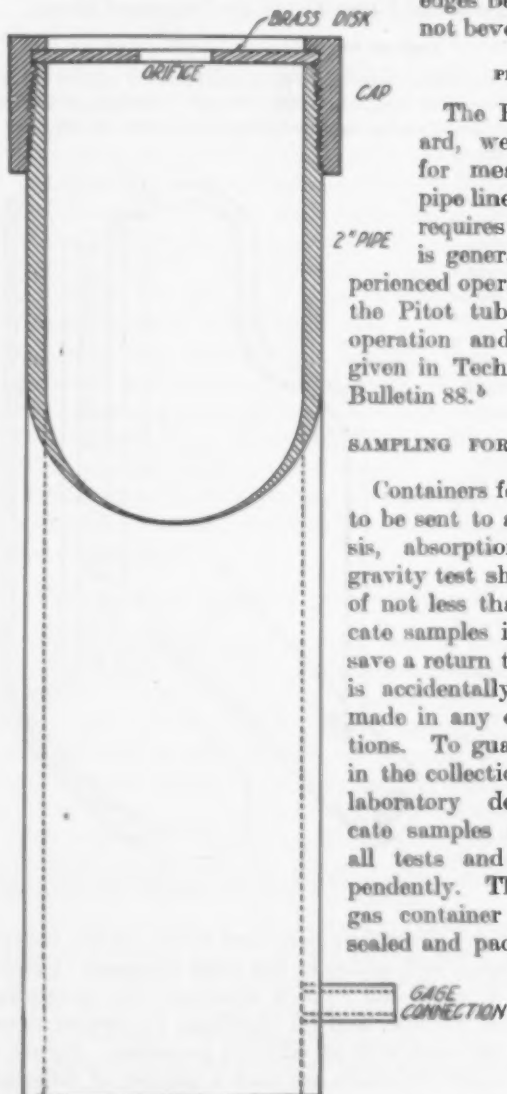 BRASS DISK
ORIFICE
CAP
2" PIPE
edges be
not beve
The P
ard, we
for mea
pipe line
requires
is gener
perienced oper
the Pitot tub
operation and
given in Tech
Bulletin 88.ᵇ
SAMPLING FOR
Containers fo
to be sent to a
sis, absorption
gravity test sh
of not less tha
cate samples i
save a return t
is accidentally
made in any
tions. To gua
in the collectio
laboratory de
cate samples
all tests and
pendently. Th
gas container
sealed and pac
GAGE
CONNECTION